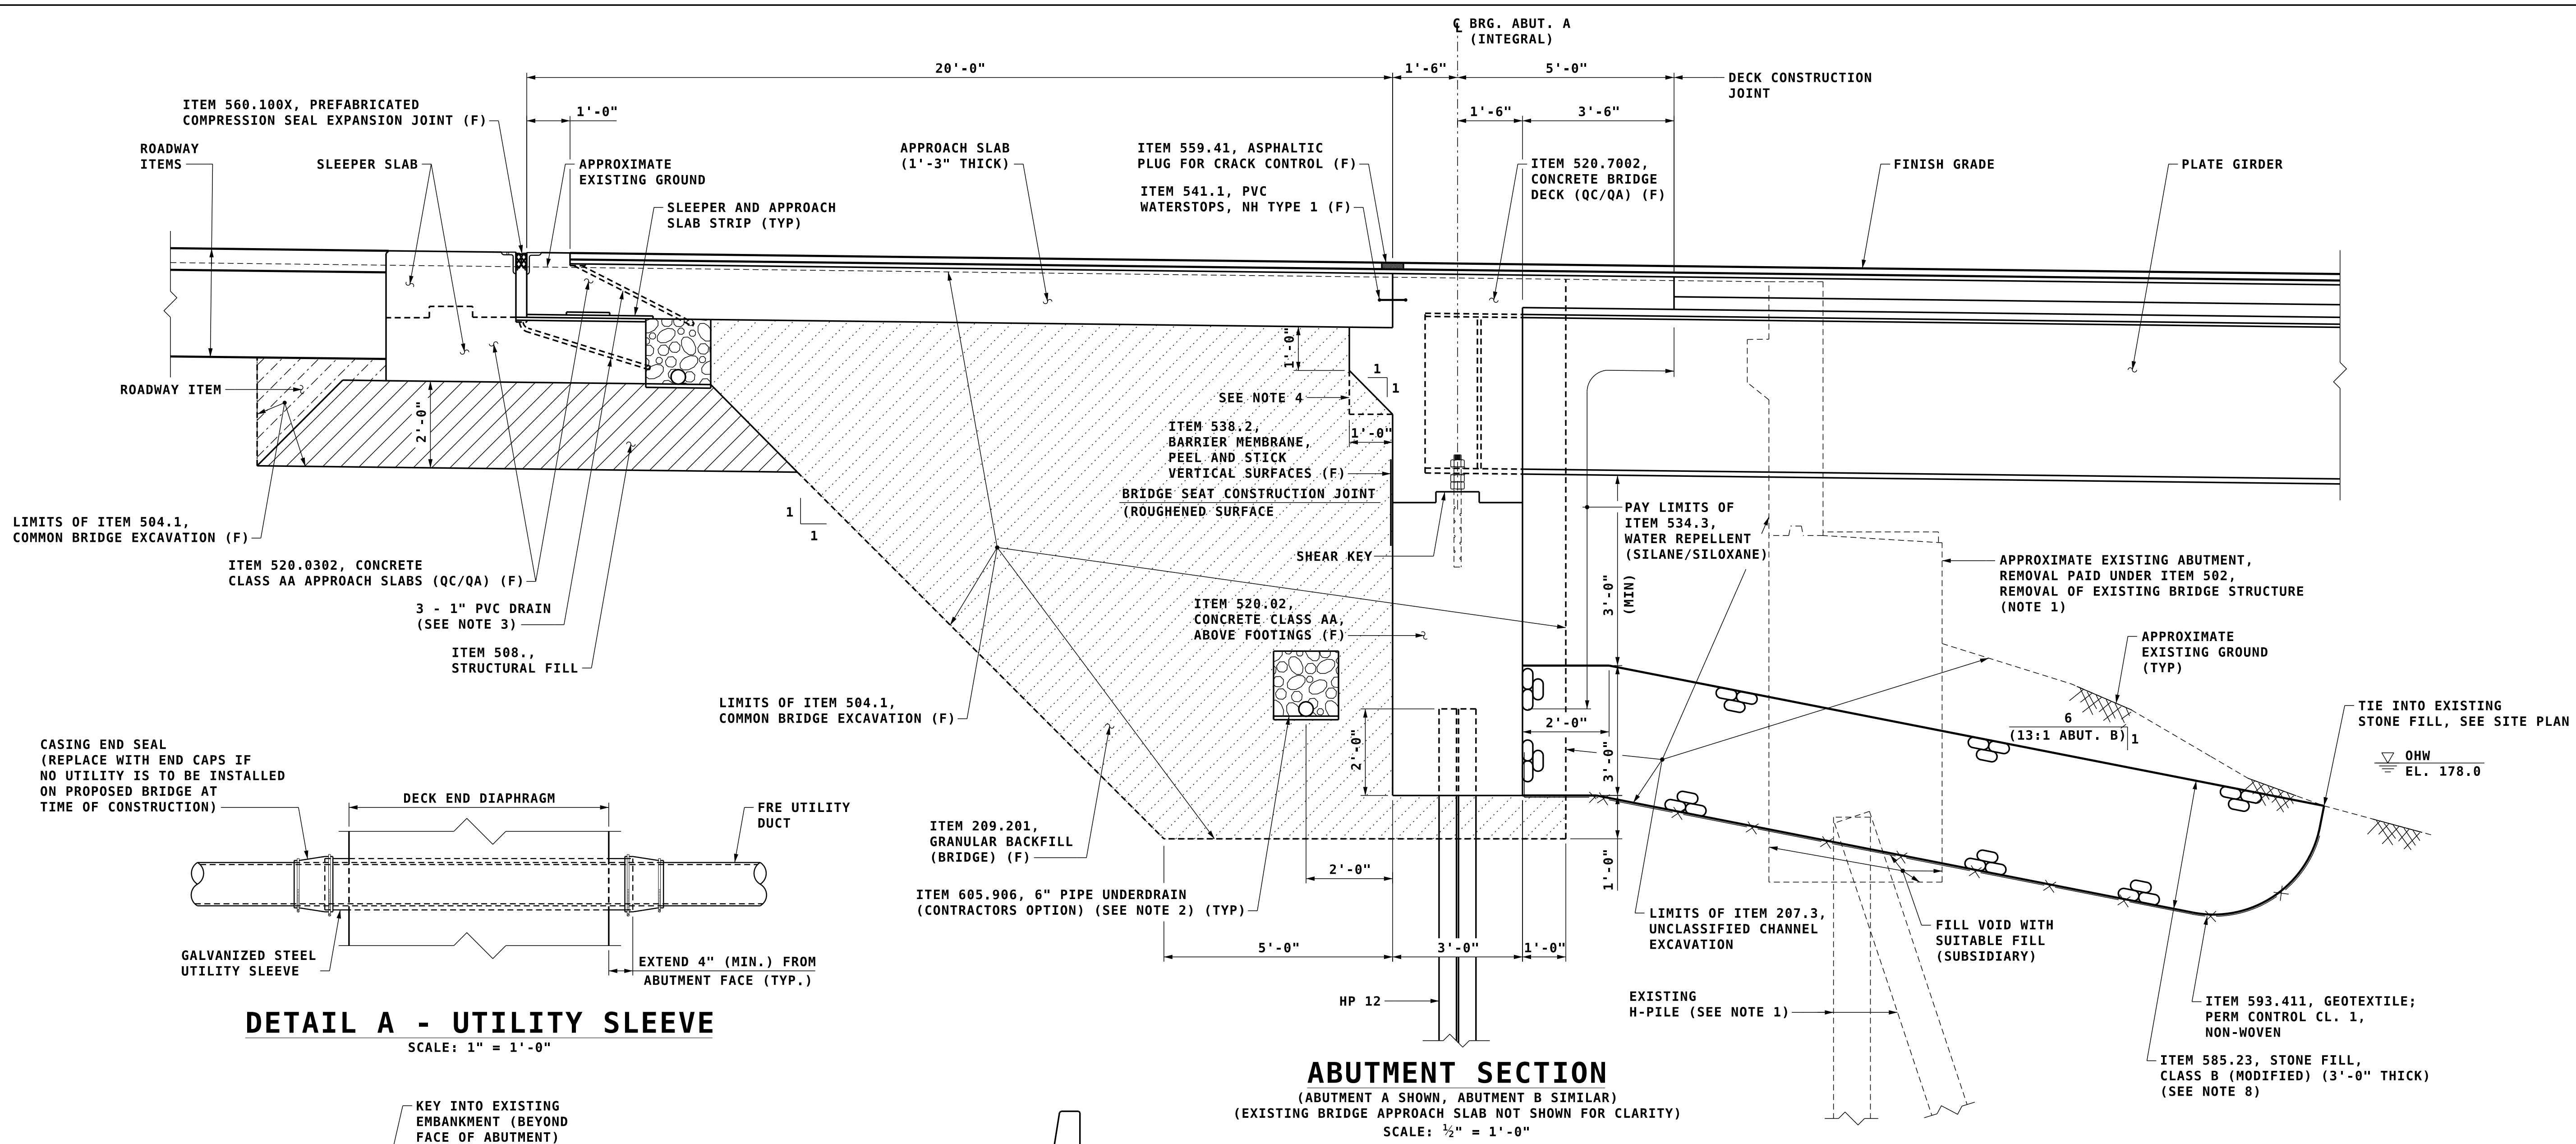 ℄ BRG. ABUT. A
(INTEGRAL)
20'-0"
1'-6"
5'-0"
DECK CONSTRUCTION
JOINT
ITEM 560.100X, PREFABRICATED
COMPRESSION SEAL EXPANSION JOINT (F)
1'-0"
1'-6"
3'-6"
ROADWAY
ITEMS
SLEEPER SLAB
APPROXIMATE
EXISTING GROUND
APPROACH SLAB
(1'-3" THICK)
ITEM 559.41, ASPHALTIC
PLUG FOR CRACK CONTROL (F)
ITEM 520.7002,
CONCRETE BRIDGE
DECK (QC/QA) (F)
FINISH GRADE
PLATE GIRDER
SLEEPER AND APPROACH
SLAB STRIP (TYP)
ITEM 541.1, PVC
WATERSTOPS, NH TYPE 1 (F)
1'-0"
1
1
ROADWAY ITEM
2'-0"
SEE NOTE 4
1'-0"
ITEM 538.2,
BARRIER MEMBRANE,
PEEL AND STICK
VERTICAL SURFACES (F)
BRIDGE SEAT CONSTRUCTION JOINT
(ROUGHENED SURFACE
1
1
LIMITS OF ITEM 504.1,
COMMON BRIDGE EXCAVATION (F)
PAY LIMITS OF
ITEM 534.3,
WATER REPELLENT
(SILANE/SILOXANE)
SHEAR KEY
ITEM 520.0302, CONCRETE
CLASS AA APPROACH SLABS (QC/QA) (F)
3'-0"
(MIN)
APPROXIMATE EXISTING ABUTMENT,
REMOVAL PAID UNDER ITEM 502,
REMOVAL OF EXISTING BRIDGE STRUCTURE
(NOTE 1)
3 - 1" PVC DRAIN
(SEE NOTE 3)
ITEM 520.02,
CONCRETE CLASS AA,
ABOVE FOOTINGS (F)
ITEM 508.,
STRUCTURAL FILL
APPROXIMATE
EXISTING GROUND
(TYP)
LIMITS OF ITEM 504.1,
COMMON BRIDGE EXCAVATION (F)
2'-0"
2'-0"
3'-0"
6
(13:1 ABUT. B)
1
TIE INTO EXISTING
STONE FILL, SEE SITE PLAN
OHW
EL. 178.0
CASING END SEAL
(REPLACE WITH END CAPS IF
NO UTILITY IS TO BE INSTALLED
ON PROPOSED BRIDGE AT
TIME OF CONSTRUCTION)
DECK END DIAPHRAGM
FRE UTILITY
DUCT
ITEM 209.201,
GRANULAR BACKFILL
(BRIDGE) (F)
2'-0"
1'-0"
ITEM 605.906, 6" PIPE UNDERDRAIN
(CONTRACTORS OPTION) (SEE NOTE 2) (TYP)
LIMITS OF ITEM 207.3,
UNCLASSIFIED CHANNEL
EXCAVATION
FILL VOID WITH
SUITABLE FILL
(SUBSIDIARY)
5'-0"
3'-0"
1'-0"
GALVANIZED STEEL
UTILITY SLEEVE
EXTEND 4" (MIN.) FROM
ABUTMENT FACE (TYP.)
HP 12
EXISTING
H-PILE (SEE NOTE 1)
ITEM 593.411, GEOTEXTILE;
PERM CONTROL CL. 1,
NON-WOVEN
DETAIL A - UTILITY SLEEVE
SCALE: 1" = 1'-0"
ITEM 585.23, STONE FILL,
CLASS B (MODIFIED) (3'-0" THICK)
(SEE NOTE 8)
ABUTMENT SECTION
(ABUTMENT A SHOWN, ABUTMENT B SIMILAR)
(EXISTING BRIDGE APPROACH SLAB NOT SHOWN FOR CLARITY)
SCALE: ½" = 1'-0"
KEY INTO EXISTING
EMBANKMENT (BEYOND
FACE OF ABUTMENT)